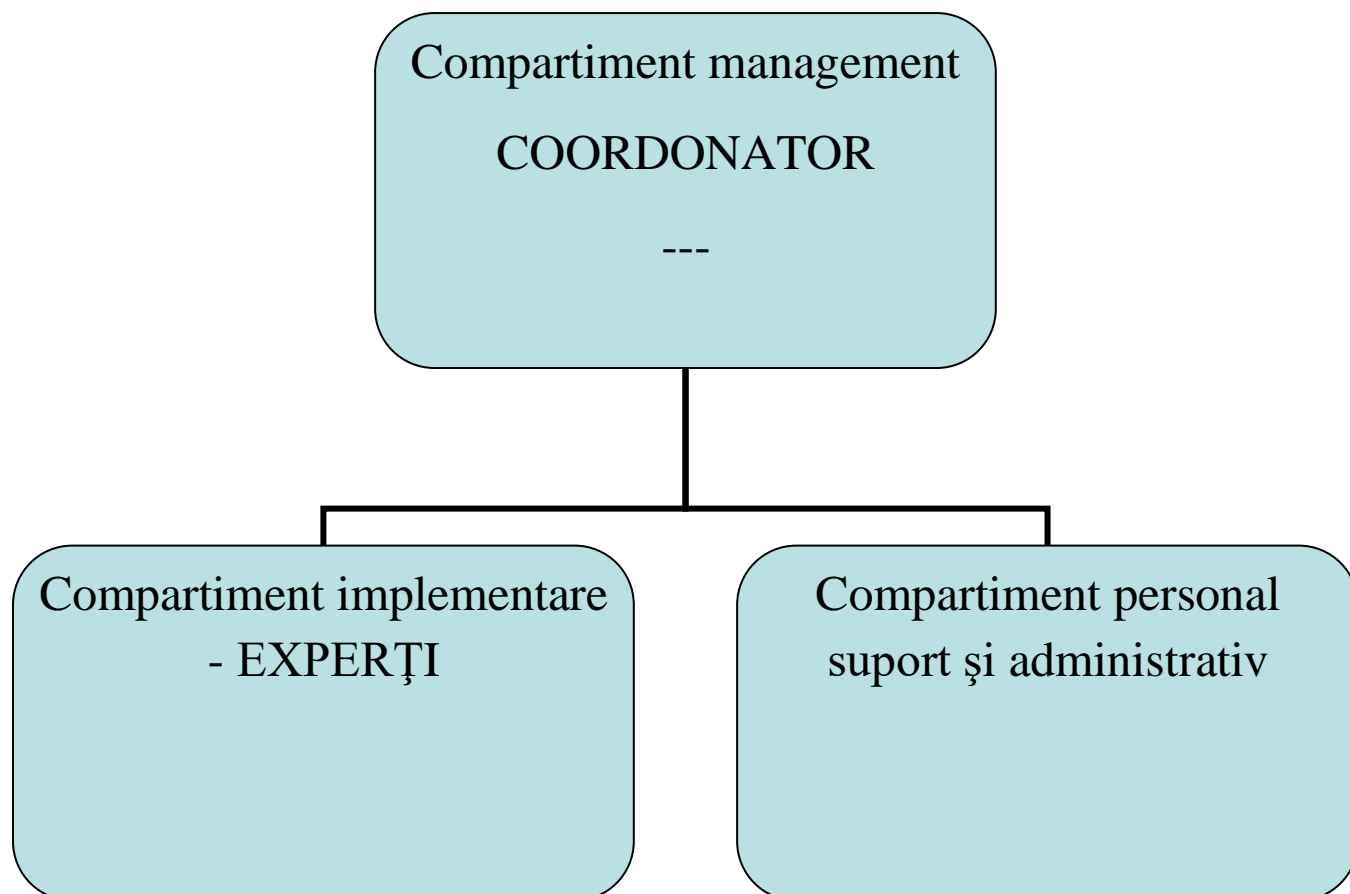 Compartiment management
COORDONATOR
---
Compartiment implementare
- EXPERŢI
Compartiment personal
suport şi administrativ